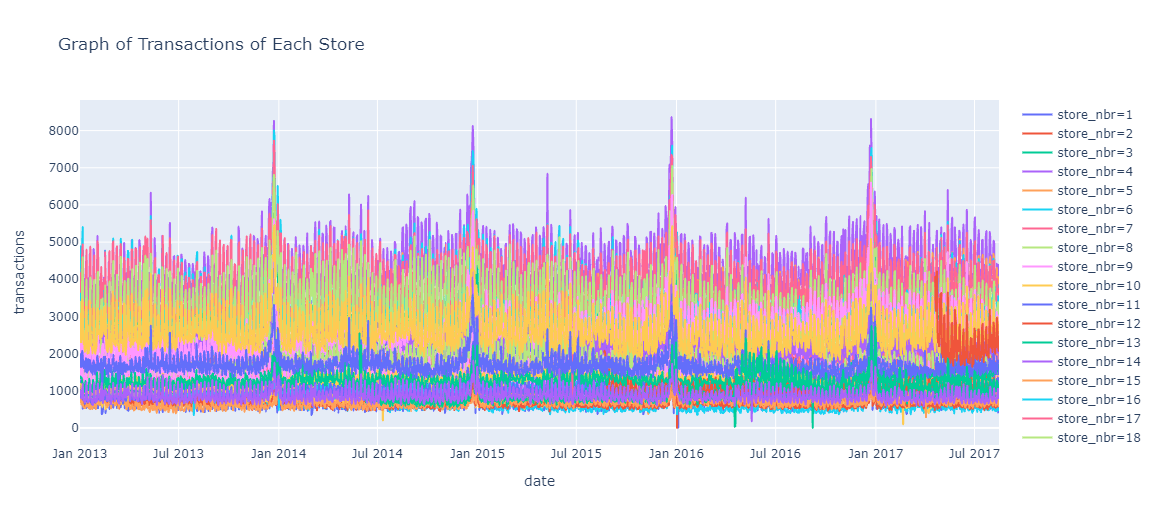 Graph of Transactions of Each Store
transactions
8000
7000
6000
5000
4000
3000
2000
1000
0
Jan 2013 Jul 2013 Jan 2014 Jul 2014 Jan 2015 Jul 2015 Jan 2016 Jul 2016 Jan 2017 Jul 2017
date
store_nbr=1
store_nbr=2
store_nbr=3
store_nbr=4
store_nbr=5
store_nbr=6
store_nbr=7
store_nbr=8
store_nbr=9
store_nbr=10
store_nbr=11
store_nbr=12
store_nbr=13
store_nbr=14
store_nbr=15
store_nbr=16
store_nbr=17
store_nbr=18